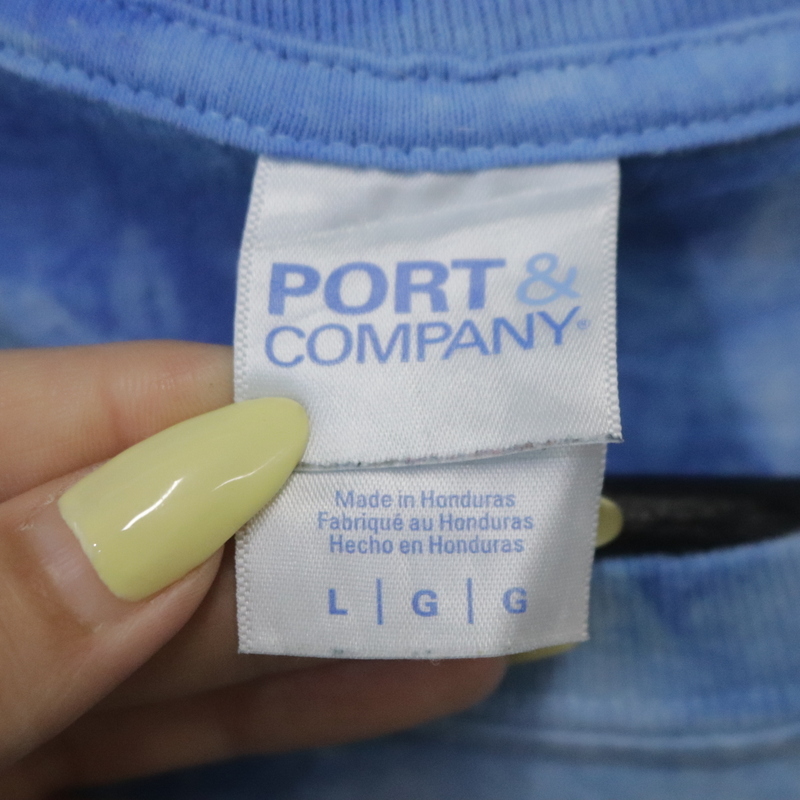 PORT &
COMPANY®
Made in Honduras
Fabriqué au Honduras
Hecho en Honduras
L | G | G